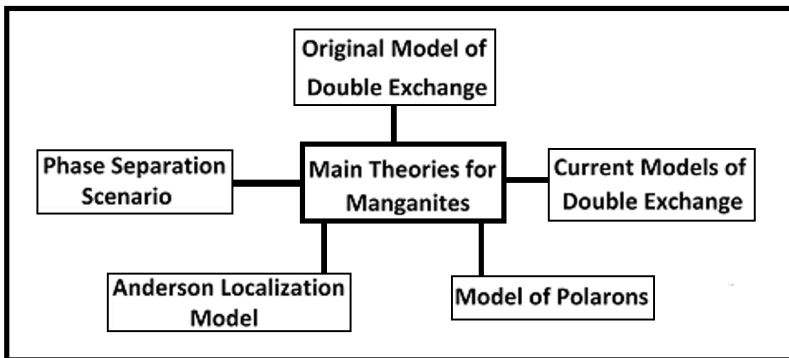 Original Model of
Double Exchange
Phase Separation
Scenario
Main Theories for
Manganites
Current Models of
Double Exchange
Anderson Localization
Model
Model of Polarons